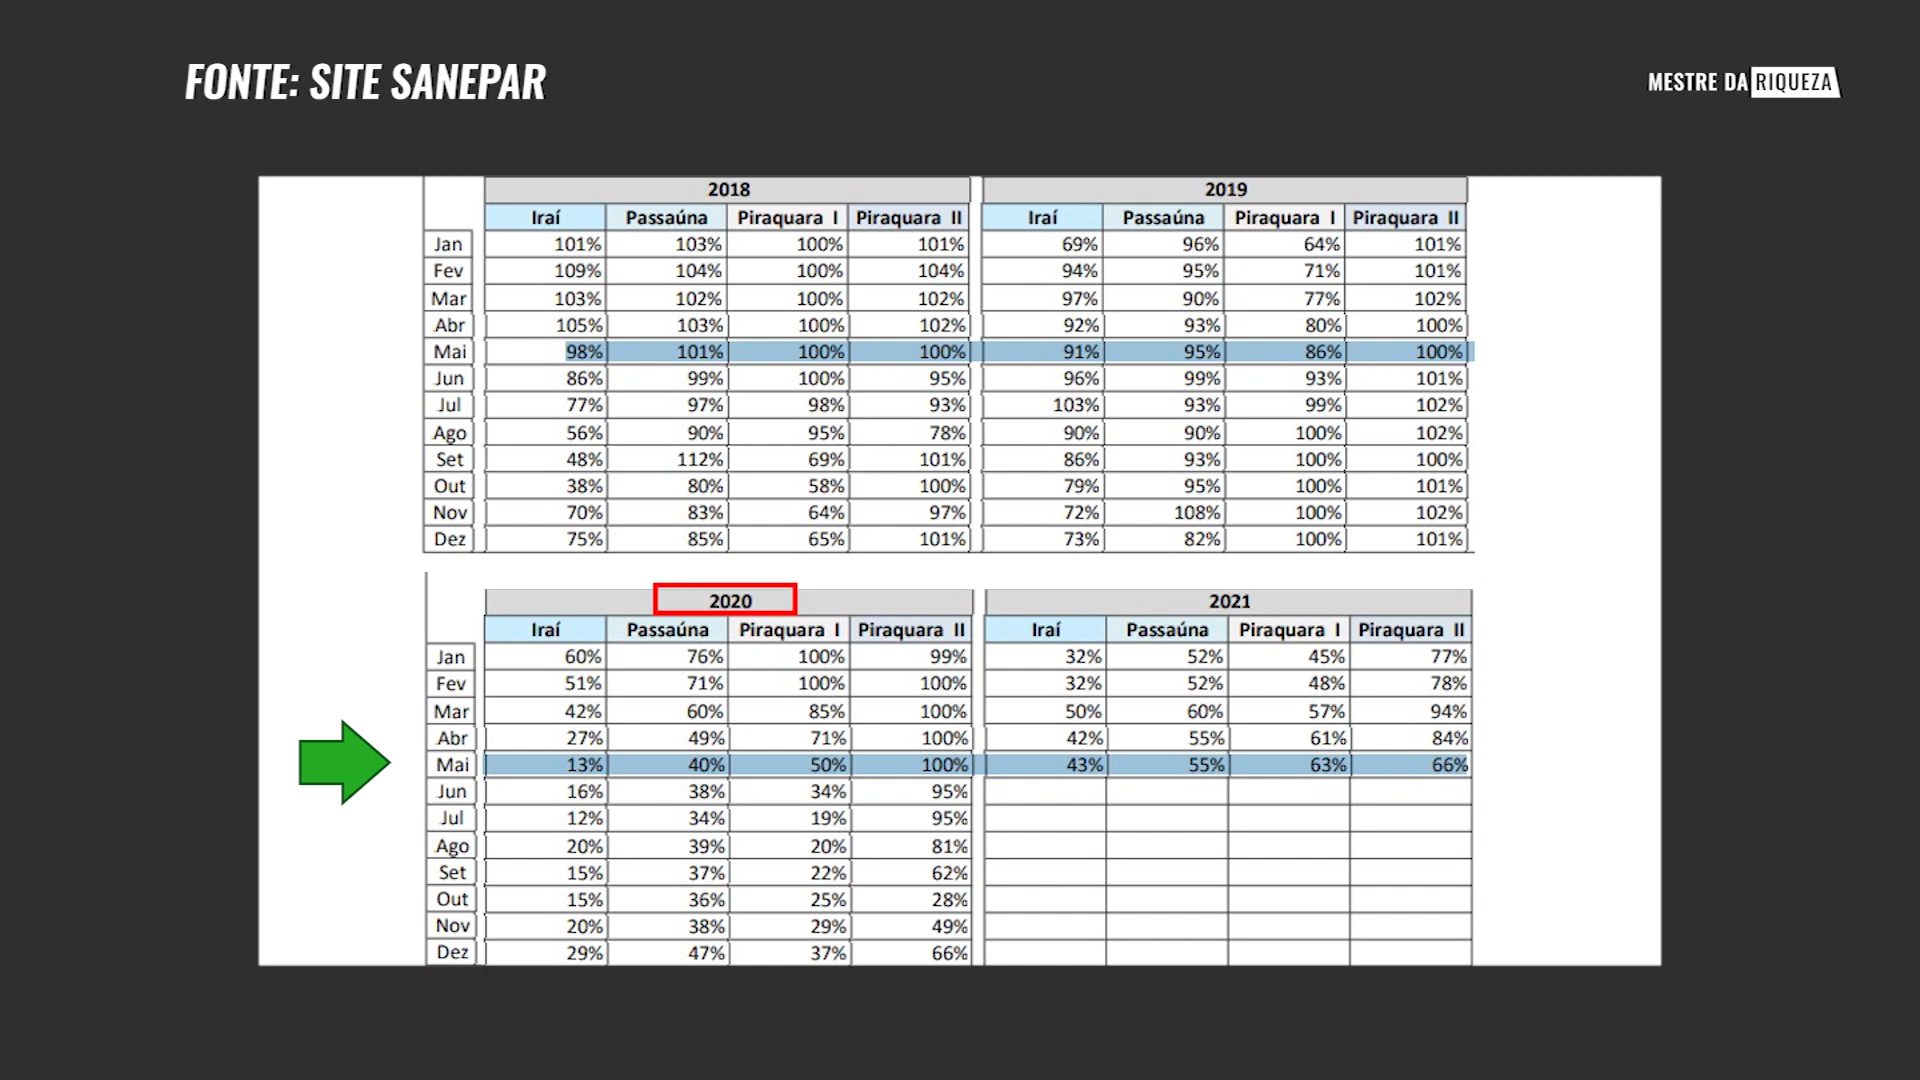 FONTE: SITE SANEPAR
MESTRE DA RIQUEZA
2018 2019
Iraí Passaúna Piraquara I Piraquara II Iraí Passaúna Piraquara I Piraquara II
Jan 101% 103% 100% 101% 69% 96% 64% 101%
Fev 109% 104% 100% 104% 94% 95% 71% 101%
Mar 103% 102% 100% 102% 97% 90% 77% 102%
Abr 105% 103% 100% 102% 92% 93% 80% 100%
Mai 98% 101% 100% 100% 91% 95% 86% 100%
Jun 86% 99% 100% 95% 96% 99% 93% 101%
Jul 77% 97% 98% 93% 103% 93% 99% 102%
Ago 56% 90% 95% 78% 90% 90% 100% 102%
Set 48% 112% 69% 101% 86% 93% 100% 100%
Out 38% 80% 58% 100% 79% 95% 100% 101%
Nov 70% 83% 64% 97% 72% 108% 100% 102%
Dez 75% 85% 65% 101% 73% 82% 100% 101%
2020 2021
Iraí Passaúna Piraquara I Piraquara II Iraí Passaúna Piraquara I Piraquara II
Jan 60% 76% 100% 99% 32% 52% 45% 77%
Fev 51% 71% 100% 100% 32% 52% 48% 78%
Mar 42% 60% 85% 100% 50% 60% 57% 94%
Abr 27% 49% 71% 100% 42% 55% 61% 84%
Mai 13% 40% 50% 100% 43% 55% 63% 66%
Jun 16% 38% 34% 95%
Jul 12% 34% 19% 95%
Ago 20% 39% 20% 81%
Set 15% 37% 22% 62%
Out 15% 36% 25% 28%
Nov 20% 38% 29% 49%
Dez 29% 47% 37% 66%